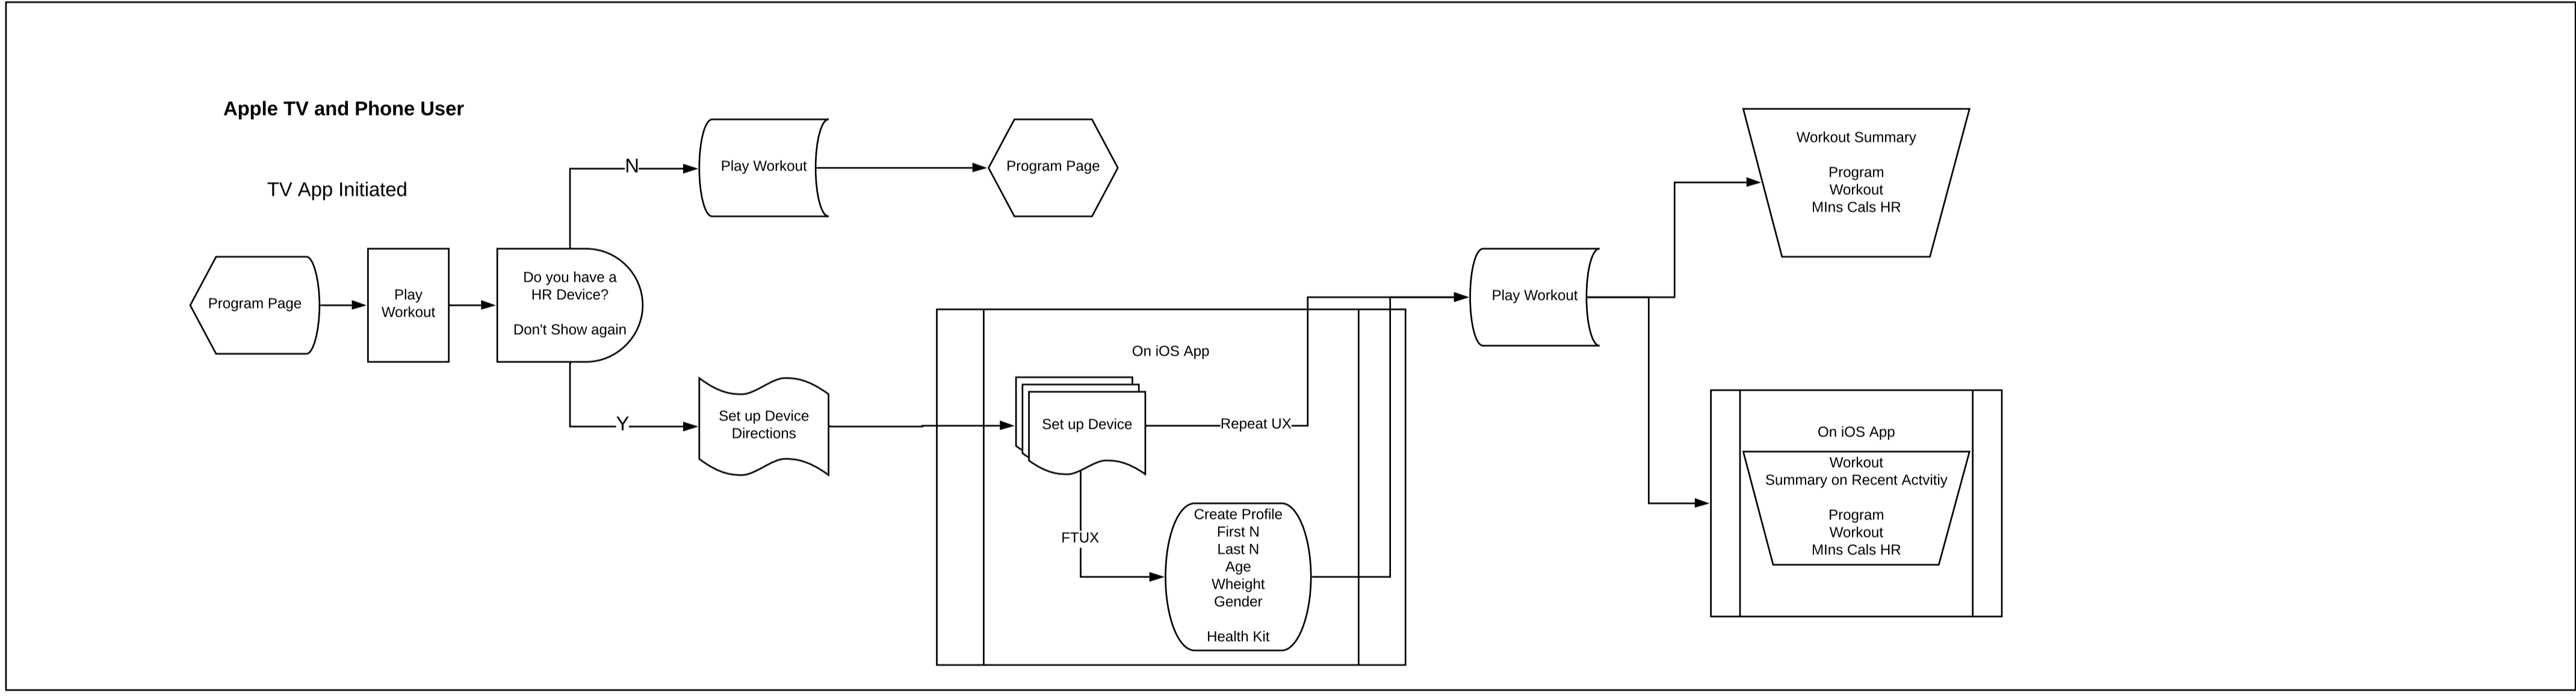 Apple TV and Phone User
TV App Initiated
Program Page
Play
Workout
Do you have a
HR Device?
Don't Show again
N
Play Workout
Program Page
Y
Set up Device
Directions
On iOS App
Set up Device
Repeat UX
FTUX
Create Profile
First N
Last N
Age
Wheight
Gender
Health Kit
Play Workout
Workout Summary
Program
Workout
MIns Cals HR
On iOS App
Workout
Summary on Recent Actvitiy
Program
Workout
MIns Cals HR